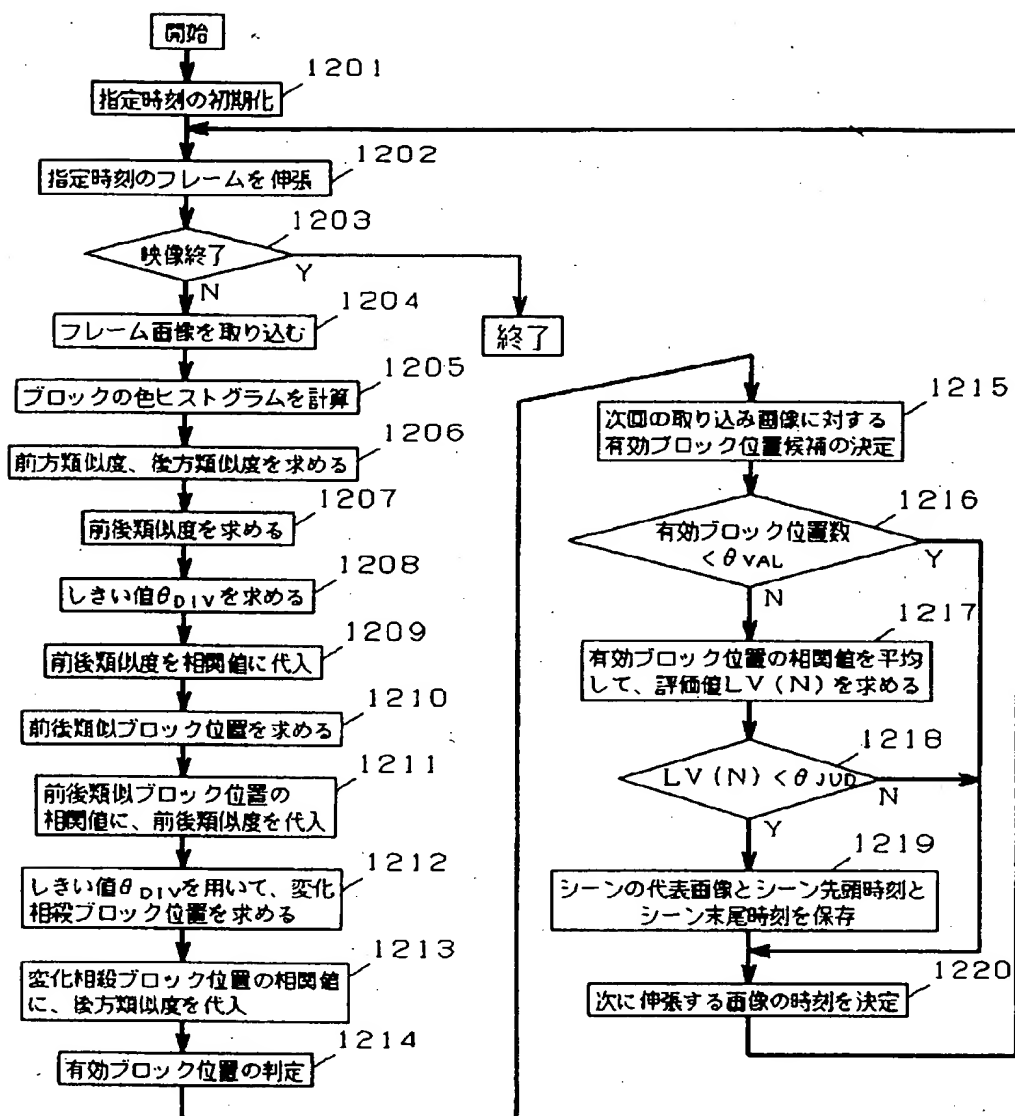 開始
1201
指定時刻の初期化
1202
指定時刻のフレームを伸張
1203
映像終了
Y
N
終了
1204
フレーム画像を取り込む
1205
ブロックの色ヒストグラムを計算
1206
前方類似度、後方類似度を求める
1207
前後類似度を求める
1208
しきい値θDIVを求める
1209
前後類似度を相関値に代入
1210
前後類似ブロック位置を求める
1211
前後類似ブロック位置の
相関値に、前後類似度を代入
1212
しきい値θDIVを用いて、変化
相殺ブロック位置を求める
1213
変化相殺ブロック位置の相関値
に、後方類似度を代入
1214
有効ブロック位置の判定
1215
次回の取り込み画像に対する
有効ブロック位置候補の決定
1216
有効ブロック位置数
<θVAL
Y
N
1217
有効ブロック位置の相関値を平均
して、評価値LV(N)を求める
1218
LV(N)<θJUD
N
Y
1219
シーンの代表画像とシーン先頭時刻と
シーン末尾時刻を保存
1220
次に伸張する画像の時刻を決定